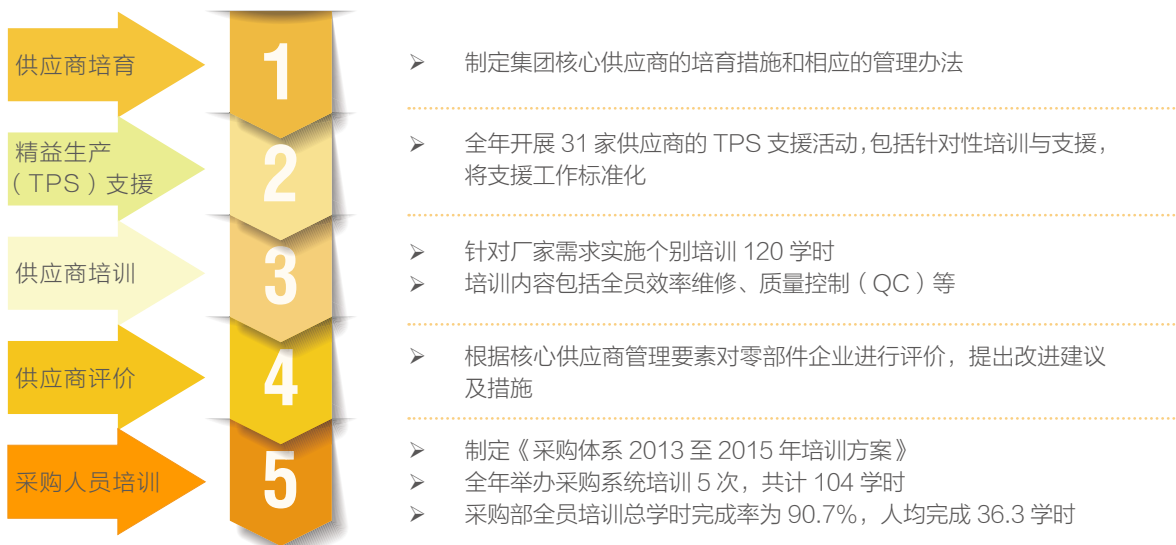 供应商培育
1
➢ 制定集团核心供应商的培育措施和相应的管理办法
精益生产
（TPS）支援
2
➢ 全年开展 31 家供应商的 TPS 支援活动，包括针对性培训与支援，
将支援工作标准化
供应商培训
3
➢ 针对厂家需求实施个别培训 120 学时
➢ 培训内容包括全员效率维修、质量控制（QC）等
供应商评价
4
➢ 根据核心供应商管理要素对零部件企业进行评价，提出改进建议
及措施
采购人员培训
5
➢ 制定《采购体系 2013 至 2015 年培训方案》
➢ 全年举办采购系统培训 5 次，共计 104 学时
➢ 采购部全员培训总学时完成率为 90.7%，人均完成 36.3 学时